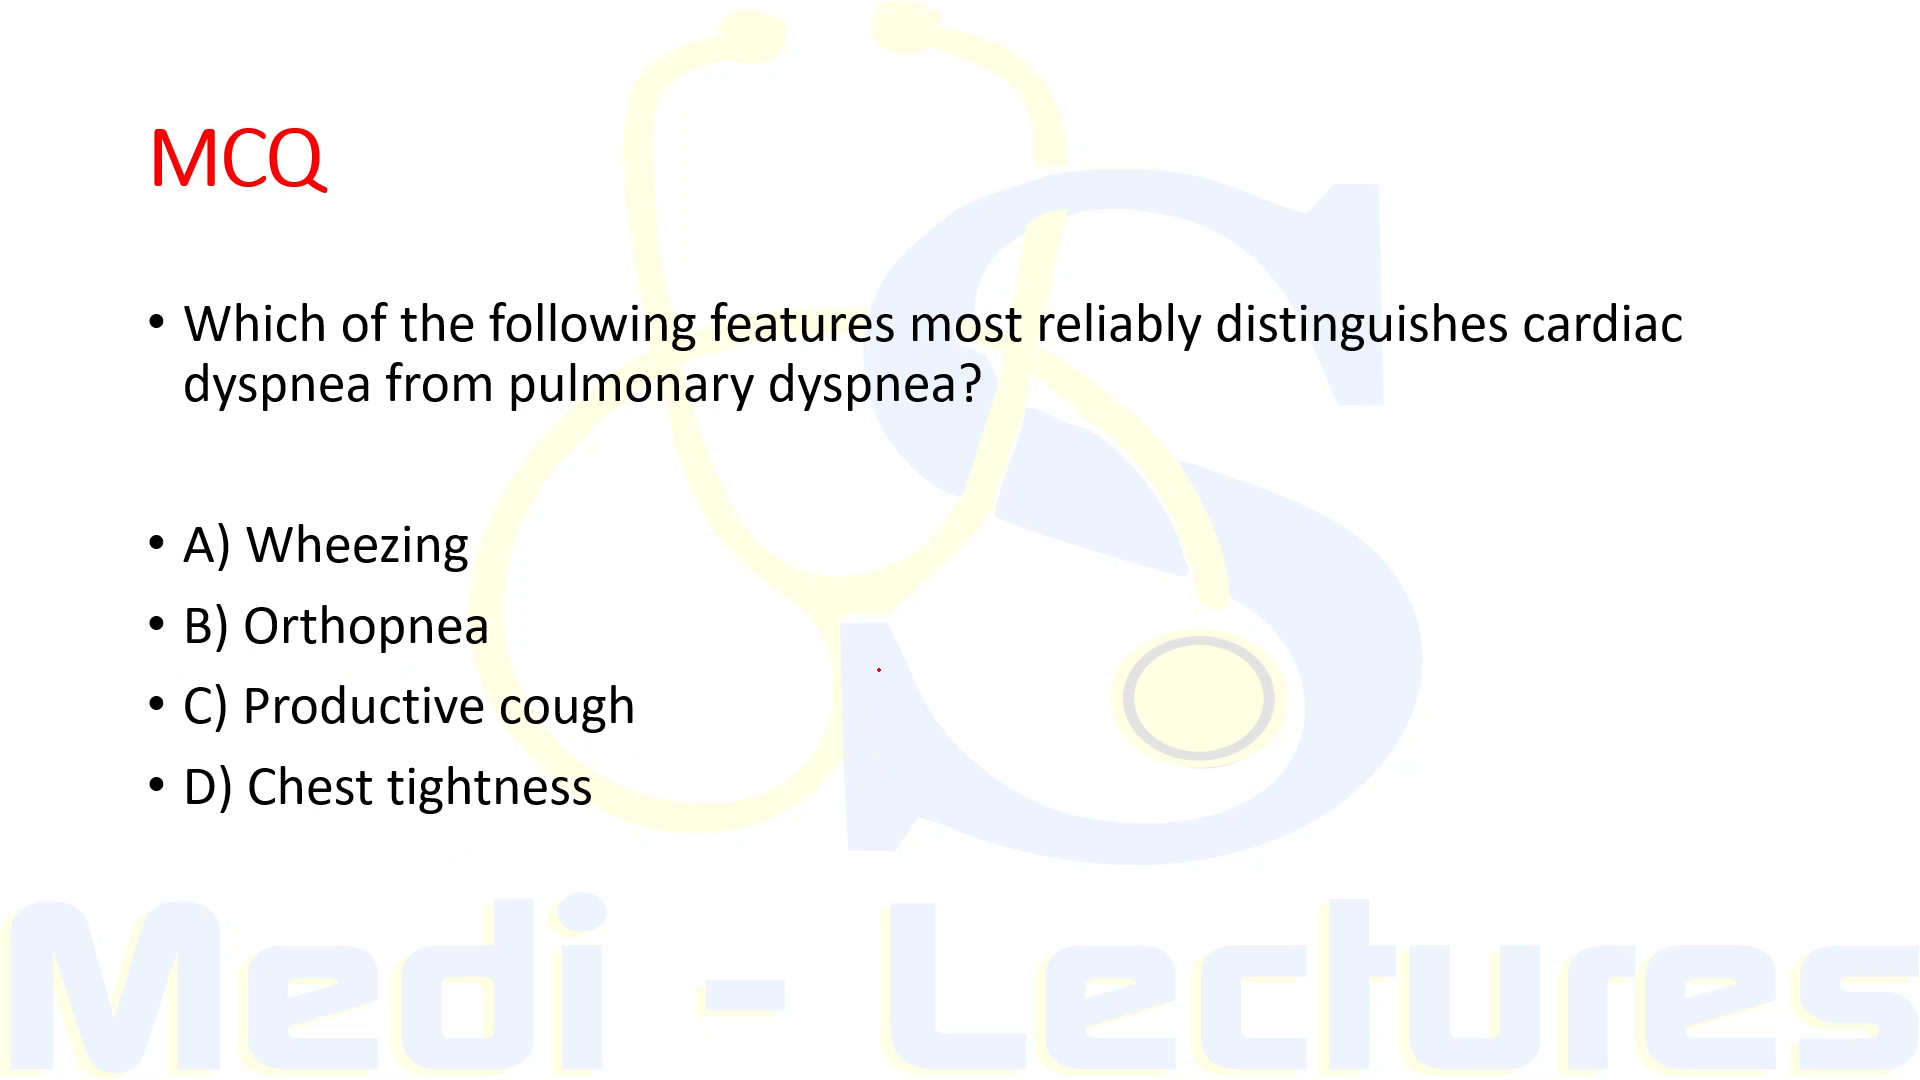 MCQ
• Which of the following features most reliably distinguishes cardiac
dyspnea from pulmonary dyspnea?
• A) Wheezing
• B) Orthopnea
• C) Productive cough
• D) Chest tightness
Medi - Lectures